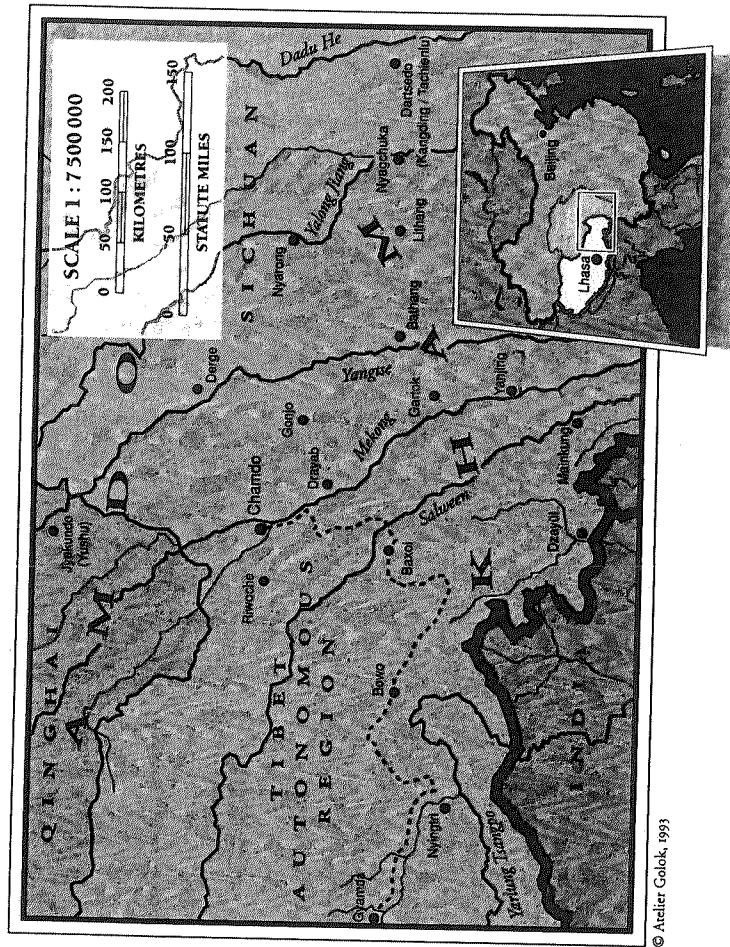 SCALE 1 : 7 500 000
0 50 100 150 200
KILOMETRES
0 50 100 150
STATUTE MILES
QINGHAI
AMDO
SICHUAN
TIBET
AUTONOMOUS
REGION
KHAM
INDIA
Jyekundo
(Yushu)
Derge
Dadu He
Riwoche
Chamdo
Gonjo
Nyarong
Yalong Jiang
Drayab
Yangtse
Mekong
Gyamda
Bowo
Baxoi
Salween
Gartok
Bathang
Lithang
Nyagchuka
Dartsedo
(Kangding / Tachienlu)
Nyingtri
Yarlung Tsangpo
Yanjing
Dzayul
Mainkung
Lhasa
Beijing
© Atelier Golok, 1993